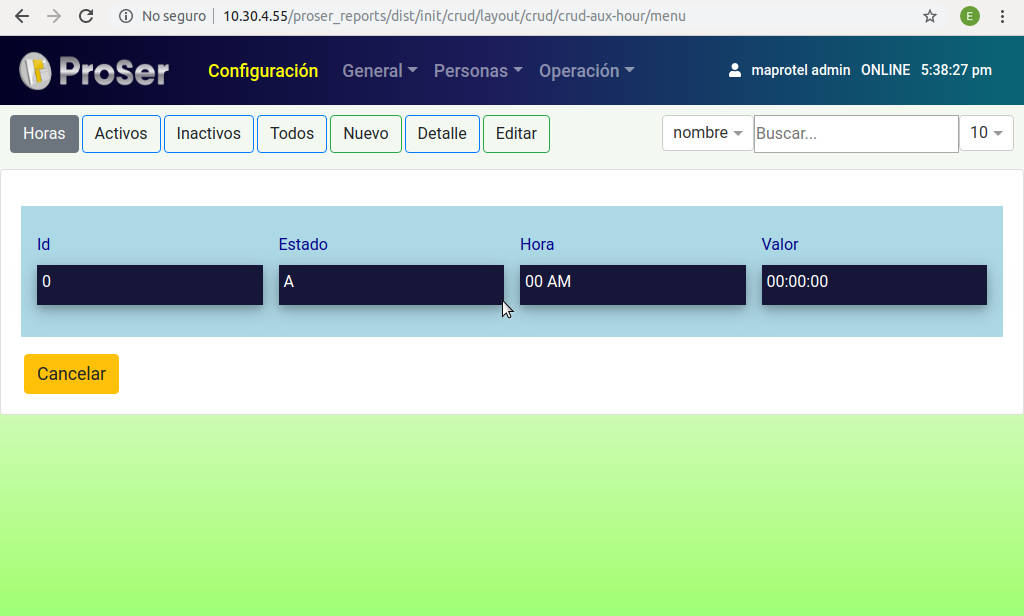 No seguro 10.30.4.55/proser_reports/dist/init/crud/layout/crud/crud-aux-hour/menu E
ProSer Configuración General Personas Operación maprotel admin ONLINE 5:38:27 pm
Horas Activos Inactivos Todos Nuevo Detalle Editar nombre Buscar... 10
Id Estado Hora Valor
0 A 00 AM 00:00:00
Cancelar